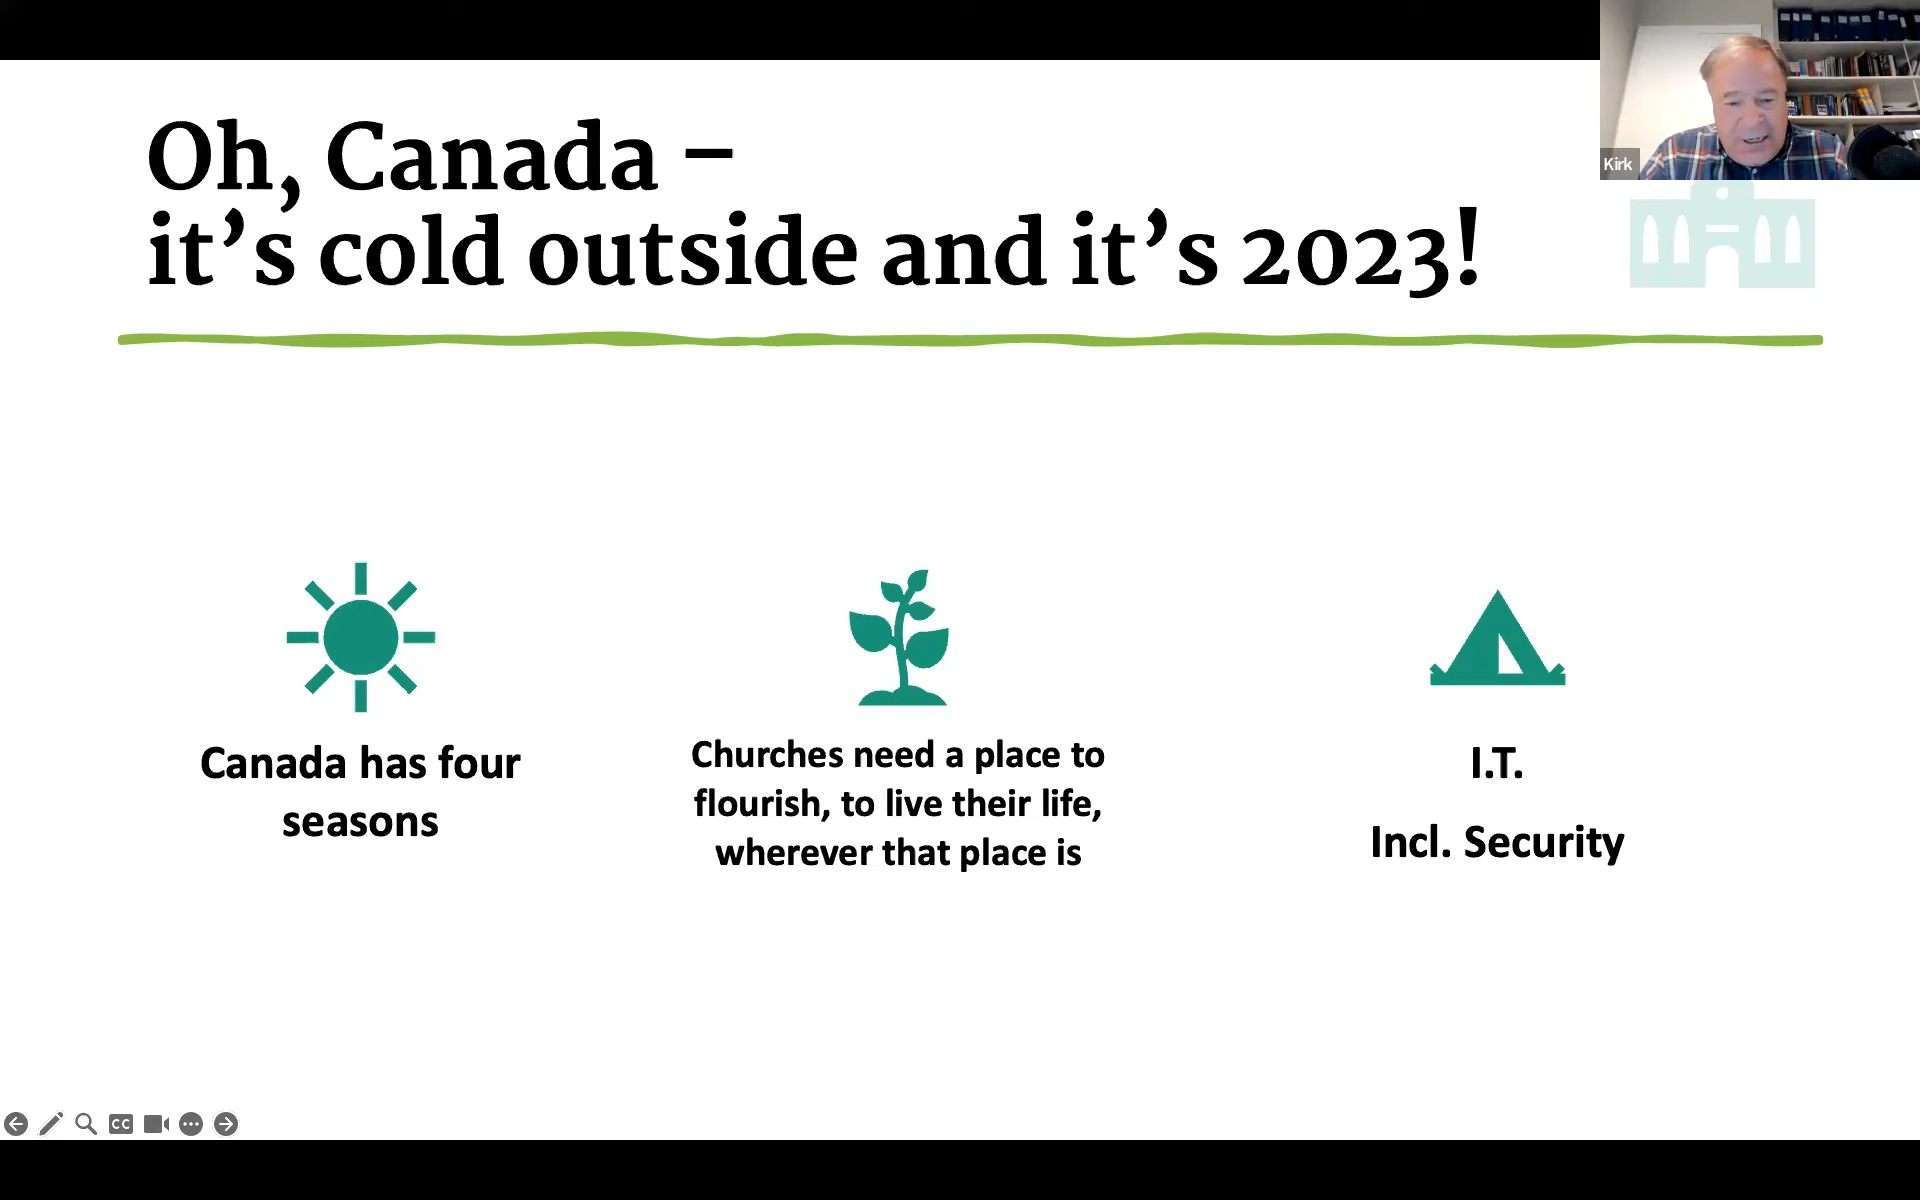 Kirk
Oh, Canada –
it’s cold outside and it’s 2023!
Canada has four
seasons
Churches need a place to
flourish, to live their life,
wherever that place is
I.T.
Incl. Security
CC